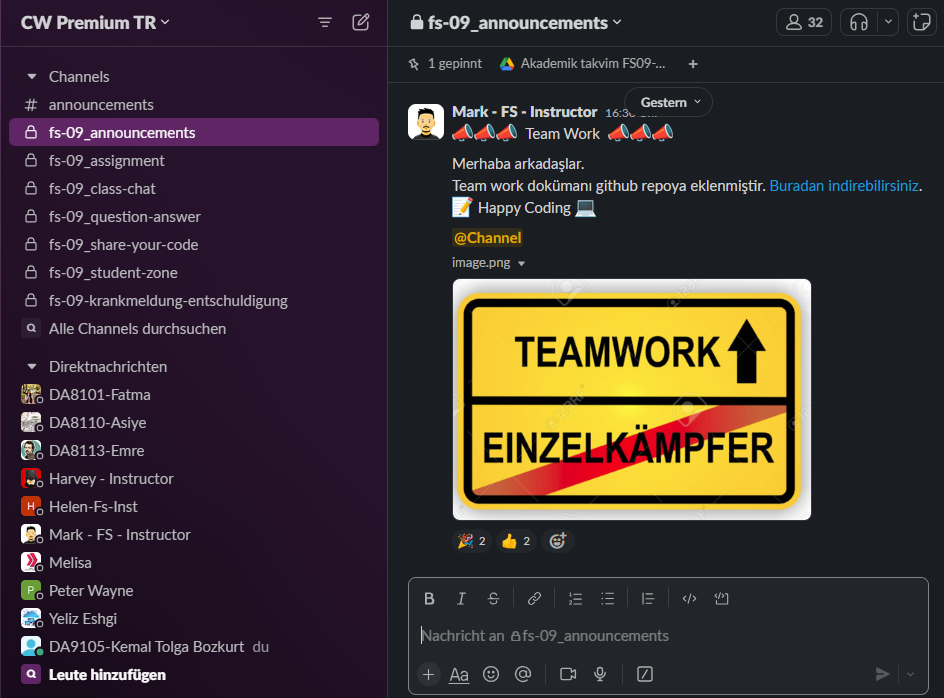 CW Premium TR
Channels
# announcements
fs-09_announcements
fs-09_assignment
fs-09_class-chat
fs-09_question-answer
fs-09_share-your-code
fs-09_student-zone
fs-09-krankmeldung-entschuldigung
Alle Channels durchsuchen
Direktnachrichten
DA8101-Fatma
DA8110-Asiye
DA8113-Emre
Harvey - Instructor
H Helen-Fs-Inst
Mark - FS - Instructor
Melisa
P Peter Wayne
Yeliz Eshgi
DA9105-Kemal Tolga Bozkurt du
Leute hinzufügen
fs-09_announcements
32
1 gepinnt
Akademik takvim FS09-...
+
Gestern
Mark - FS - Instructor
Team Work
Merhaba arkadaşlar.
Team work dokümanı github repoya eklenmiştir. Buradan indirebilirsiniz.
Happy Coding
@Channel
image.png
TEAMWORK
EINZELKÄMPFER
2 2
B I S
Nachricht an fs-09_announcements
+ Aa @